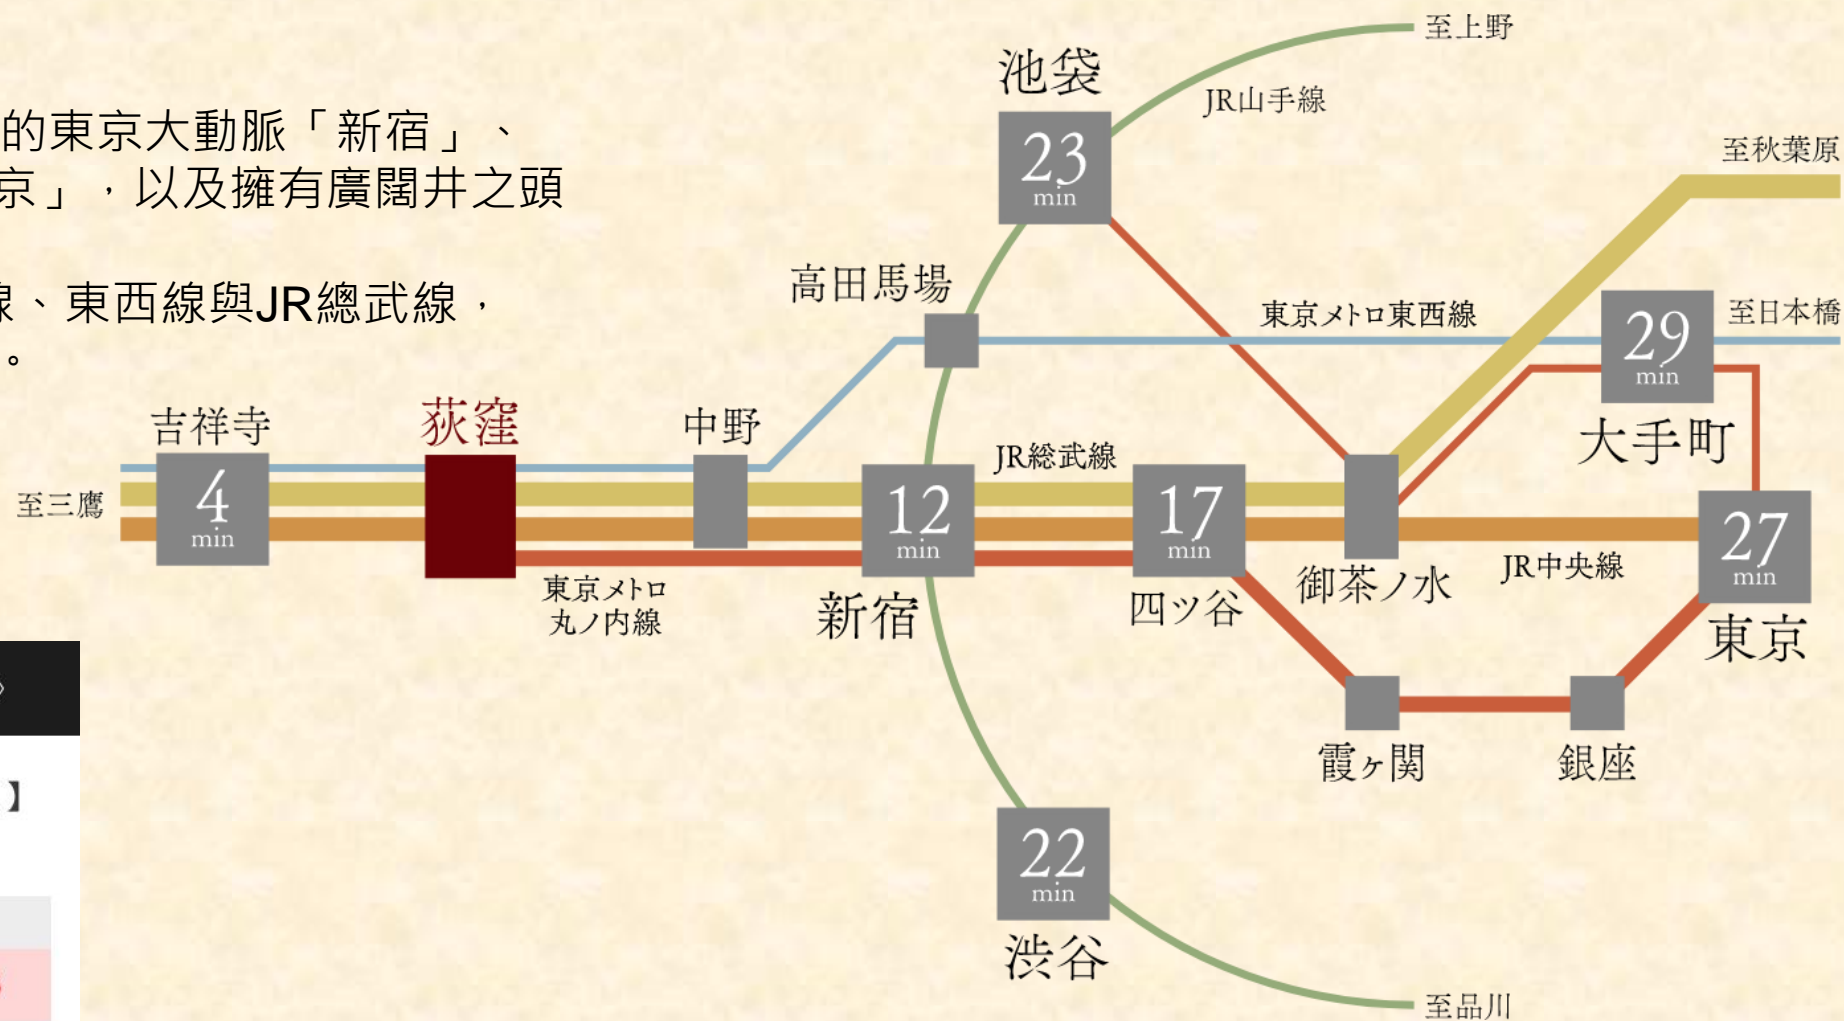 的東京大動脈「新宿」、
京」，以及擁有廣闊井之頭
線、東西線與JR總武線，
。
至上野
池袋
JR山手線
23
min
至秋葉原
高田馬場
東京メトロ東西線
29
min
至日本橋
大手町
吉祥寺
荻窪
中野
JR総武線
至三鷹
4
min
12
min
17
min
27
min
東京メトロ
丸ノ内線
新宿
四ツ谷
御茶ノ水
JR中央線
東京
霞ヶ関
銀座
】
22
min
渋谷
至品川